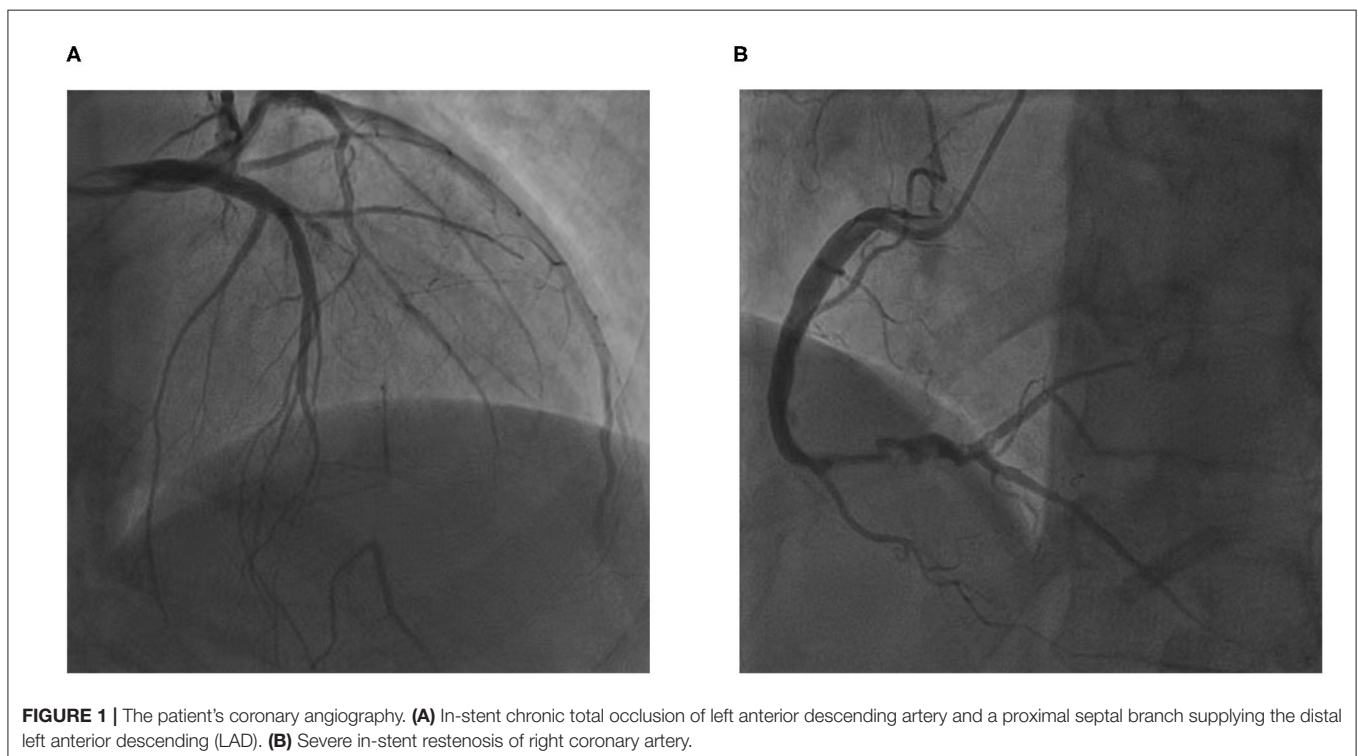 A
B
FIGURE 1 | The patient's coronary angiography. (A) In-stent chronic total occlusion of left anterior descending artery and a proximal septal branch supplying the distal
left anterior descending (LAD). (B) Severe in-stent restenosis of right coronary artery.